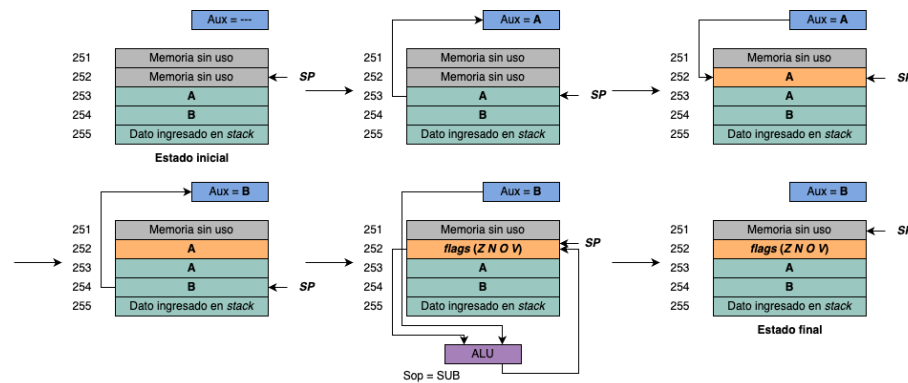 Aux = ---
251 Memoria sin uso
252 Memoria sin uso SP
253 A
254 B
255 Dato ingresado en stack
Estado inicial
Aux = A
251 Memoria sin uso
252 Memoria sin uso
253 A SP
254 B
255 Dato ingresado en stack
Aux = A
251 Memoria sin uso
252 A SP
253 A
254 B
255 Dato ingresado en stack
Aux = B
251 Memoria sin uso
252 A
253 A
254 B SP
255 Dato ingresado en stack
Aux = B
251 Memoria sin uso
252 flags (Z N O V) SP
253 A
254 B
255 Dato ingresado en stack
ALU
Sop = SUB
Aux = B
251 Memoria sin uso SP
252 flags (Z N O V)
253 A
254 B
255 Dato ingresado en stack
Estado final